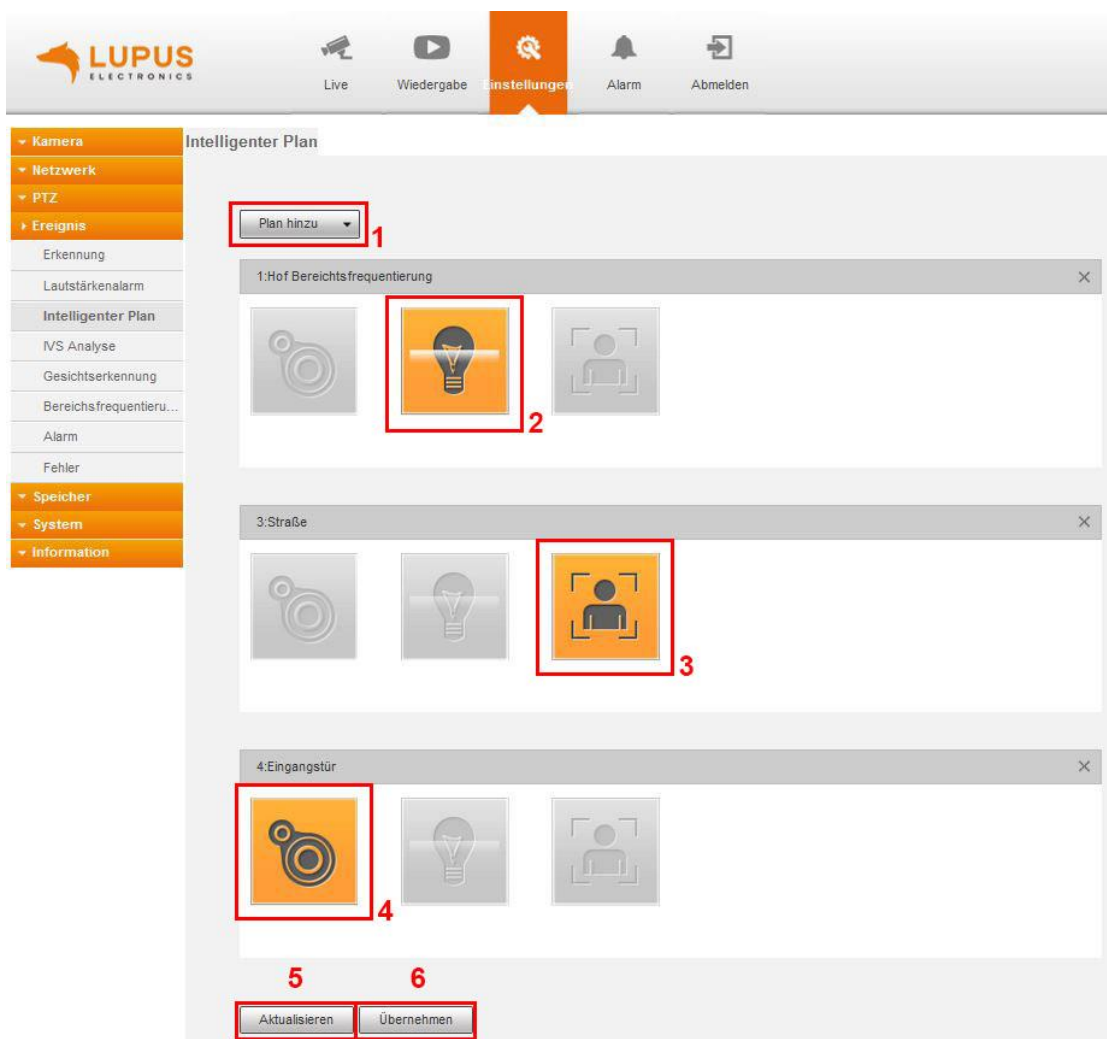 LUPUS
ELECTRONICS
Live
Wiedergabe
Einstellungen
Alarm
Abmelden
Kamera
Netzwerk
PTZ
Ereignis
Erkennung
Lautstärkenalarm
Intelligenter Plan
IVS Analyse
Gesichtserkennung
Bereichsfrequentieru...
Alarm
Fehler
Speicher
System
Information
Intelligenter Plan
Plan hinzu
1
1:Hof Bereichtsfrequentierung
2
3:Straße
3
4:Eingangstür
4
5
6
Aktualisieren
Übernehmen